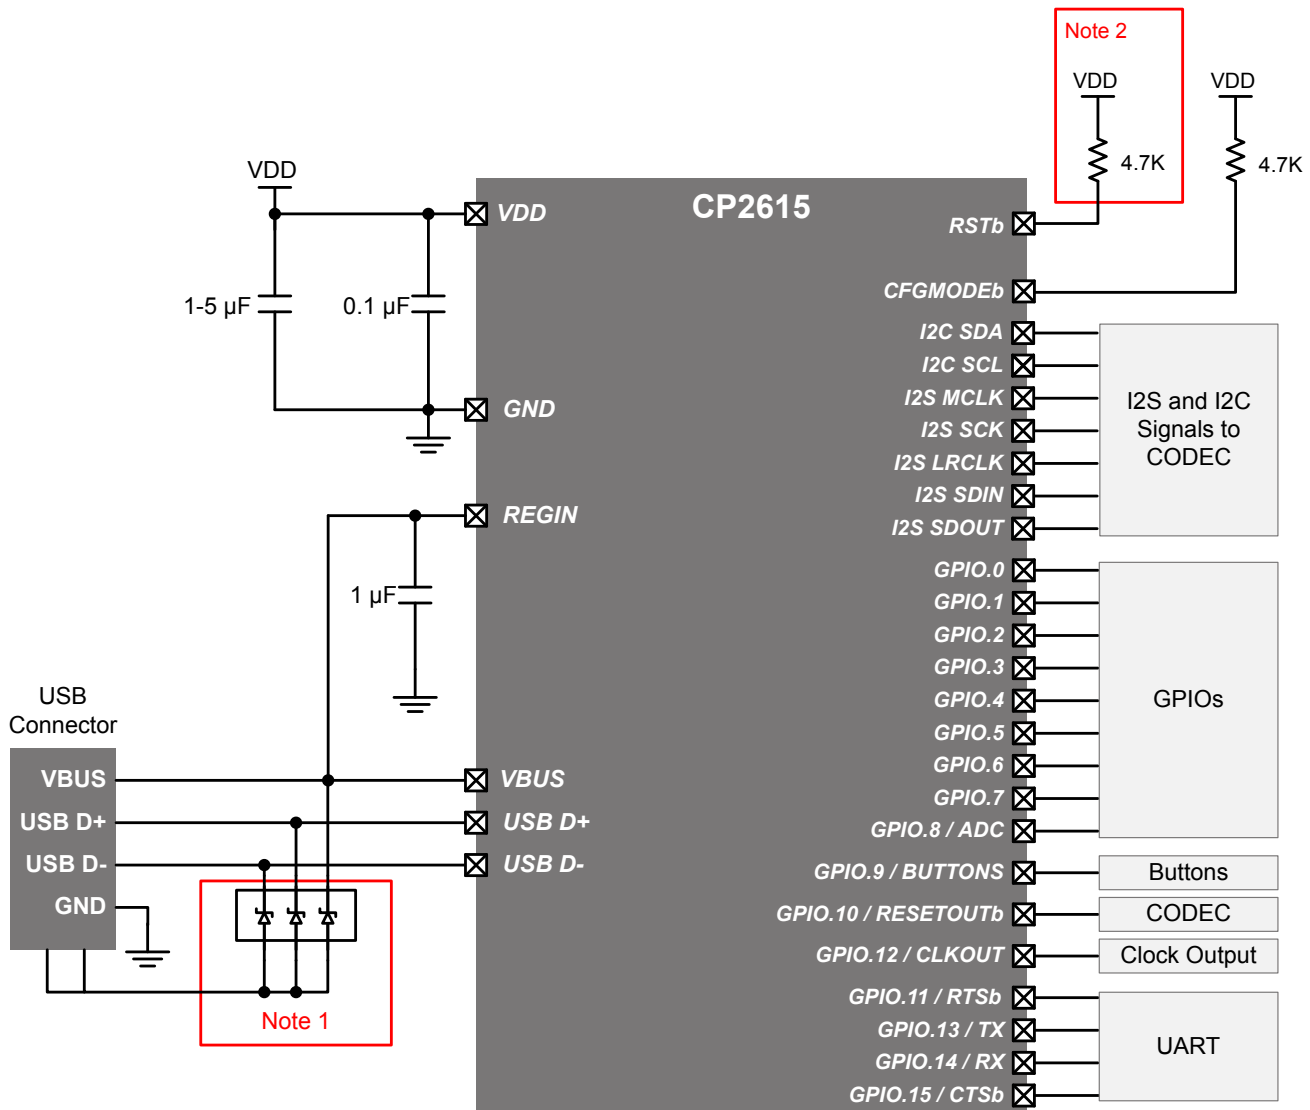 Note 2
VDD
VDD
4.7K
4.7K
VDD
1-5 µF
0.1 µF
CP2615
VDD
GND
REGIN
1 µF
USB
Connector
VBUS
USB D+
USB D-
GND
VBUS
USB D+
USB D-
Note 1
RSTb
CFGMODEb
I2C SDA
I2C SCL
I2S MCLK
I2S SCK
I2S LRCLK
I2S SDIN
I2S SDOUT
I2S and I2C
Signals to
CODEC
GPIO.0
GPIO.1
GPIO.2
GPIO.3
GPIO.4
GPIO.5
GPIO.6
GPIO.7
GPIO.8 / ADC
GPIOs
GPIO.9 / BUTTONS
Buttons
GPIO.10 / RESETOUTb
CODEC
GPIO.12 / CLKOUT
Clock Output
GPIO.11 / RTSb
GPIO.13 / TX
GPIO.14 / RX
GPIO.15 / CTSb
UART